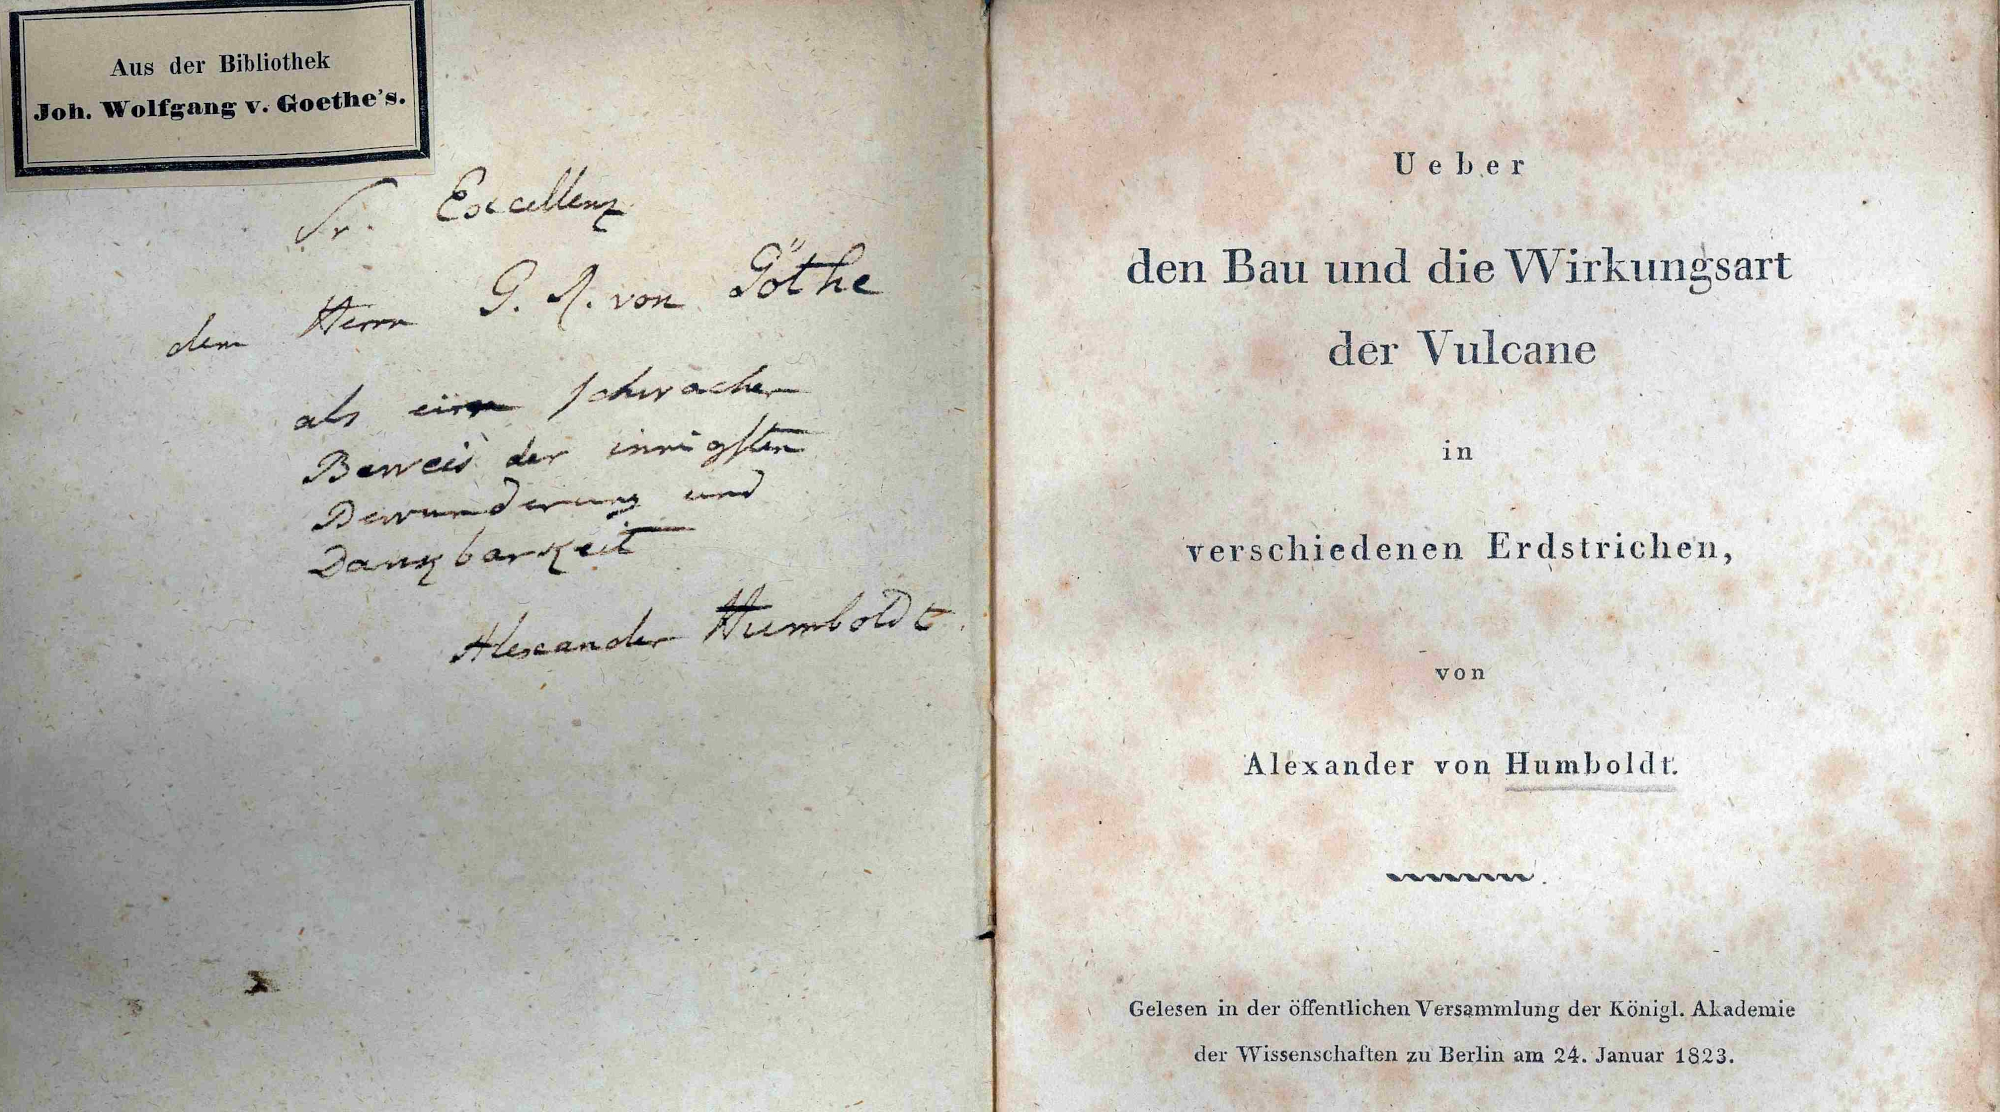 Aus der Bibliothek
Joh. Wolfgang v. Goethe's.
Sr. Excellenz
dem Herrn G. R. von Göthe
als ein schwacher
Beweis der innigsten
Bewunderung und
Dankbarkeit
Alexander Humboldt.
Ueber
den Bau und die Wirkungsart
der Vulcane
in
verschiedenen Erdstrichen,
von
Alexander von Humboldt.
Gelesen in der öffentlichen Versammlung der Königl. Akademie
der Wissenschaften zu Berlin am 24. Januar 1823.